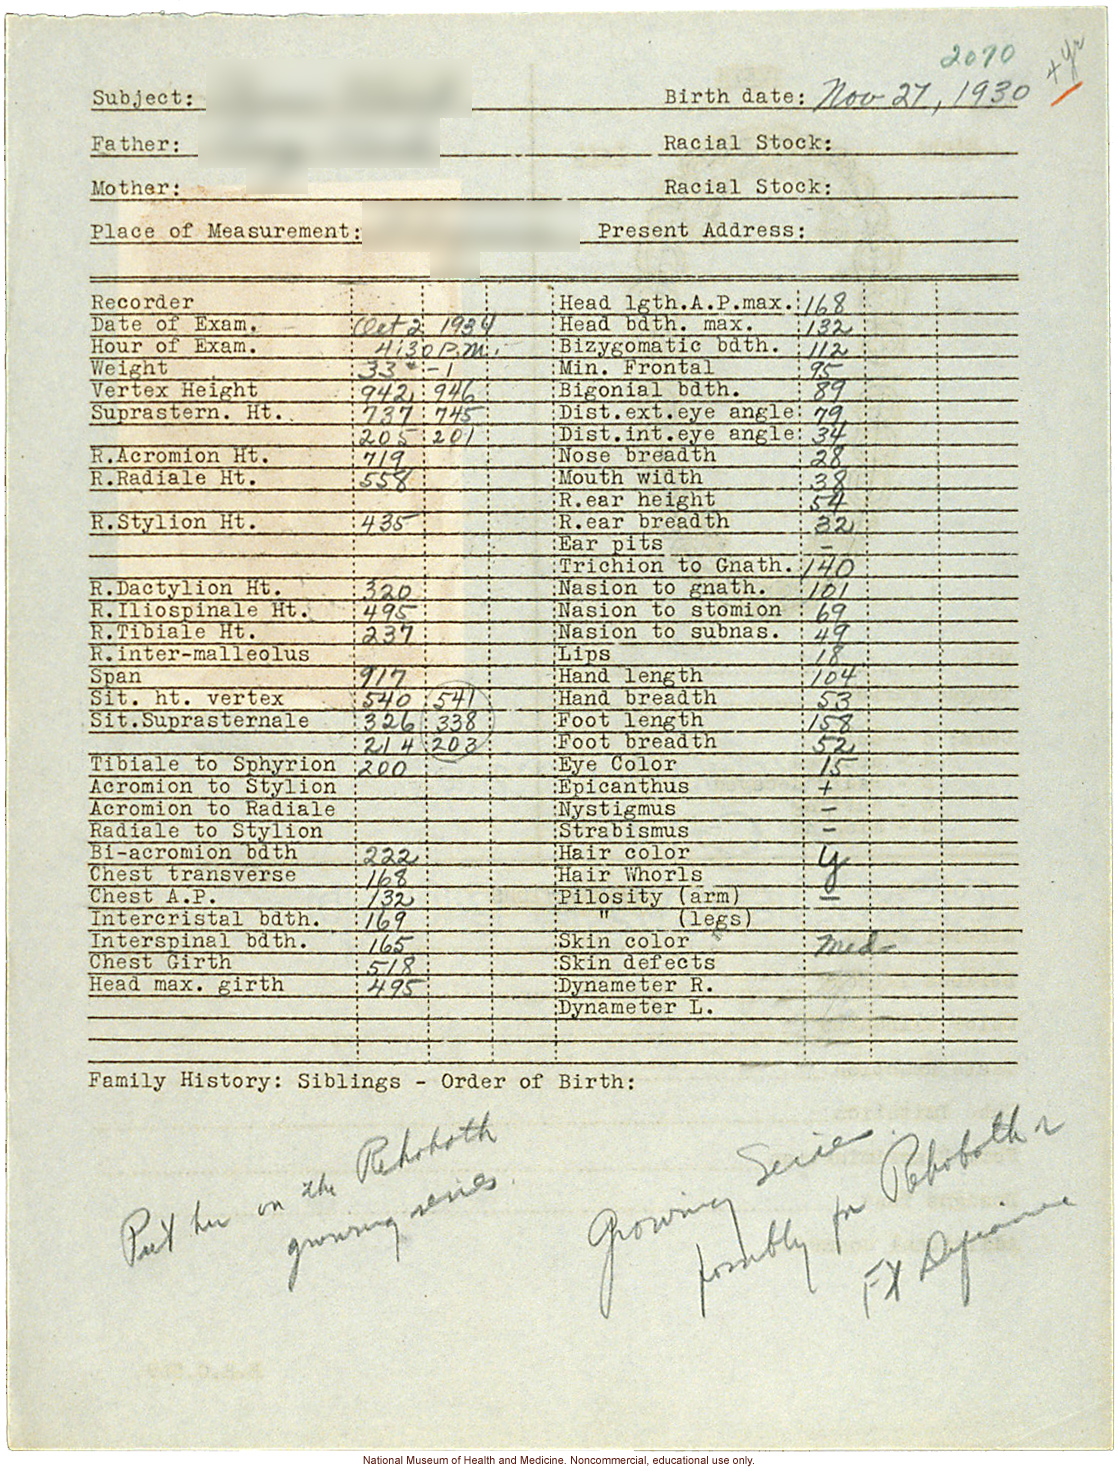 2070
+ yr
Subject: Birth date: Nov 27, 1930
Father: Racial Stock:
Mother: Racial Stock:
Place of Measurement: Present Address:
Recorder Head lgth.A.P.max. 168
Date of Exam. Oct 2 1934 Head bdth. max. 132
Hour of Exam. 4:30 P.M. Bizygomatic bdth. 112
Weight 33# -1 Min. Frontal 95
Vertex Height 942 946 Bigonial bdth. 89
Suprastern. Ht. 737 745 Dist.ext.eye angle 79
205 201 Dist.int.eye angle 34
R.Acromion Ht. 719 Nose breadth 28
R.Radiale Ht. 558 Mouth width 38
R.ear height 54
R.Stylion Ht. 435 R.ear breadth 32
Ear pits –
Trichion to Gnath. 140
R.Dactylion Ht. 320 Nasion to gnath. 101
R.Iliospinale Ht. 495 Nasion to stomion 69
R.Tibiale Ht. 237 Nasion to subnas. 49
R.inter-malleolus Lips 18
Span 917 Hand length 104
Sit. ht. vertex 540 541 Hand breadth 53
Sit.Suprasternale 326 338 Foot length 158
214 203 Foot breadth 52
Tibiale to Sphyrion 200 Eye Color 15
Acromion to Stylion Epicanthus +
Acromion to Radiale Nystigmus –
Radiale to Stylion Strabismus –
Bi-acromion bdth 222 Hair color y
Chest transverse 168 Hair Whorls
Chest A.P. 132 Pilosity (arm) –
Intercristal bdth. 169 " (legs)
Interspinal bdth. 165 Skin color med
Chest Girth 518 Skin defects
Head max. girth 495 Dynameter R.
Dynameter L.
Family History: Siblings - Order of Birth:
Put her on the Rehoboth
growing series.
Growing Series
possibly for Rehoboth
National Museum of Health and Medicine. Noncommercial, educational use only.